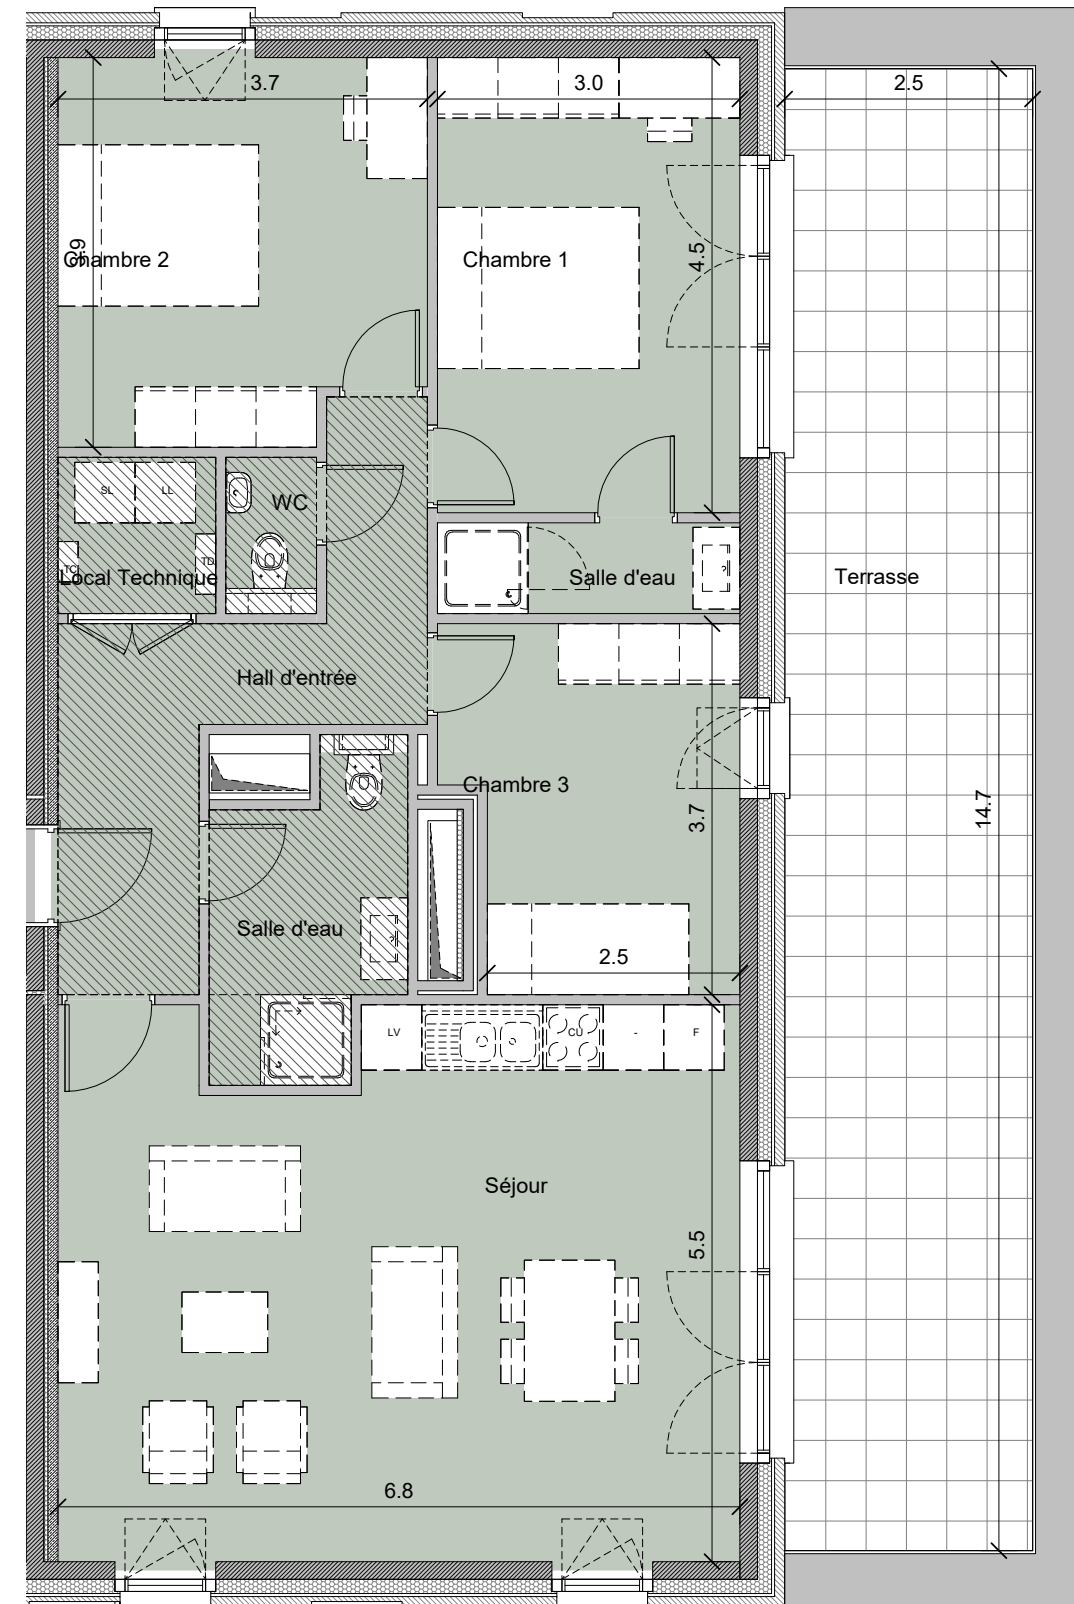 3.7
3.0
2.5
3.9
Chambre 2
Chambre 1
4.5
SL
LL
WC
TC
TD
Local Technique
Salle d'eau
Terrasse
Hall d'entrée
Chambre 3
3.7
14.7
Salle d'eau
2.5
LV
CU
-
F
Séjour
5.5
6.8